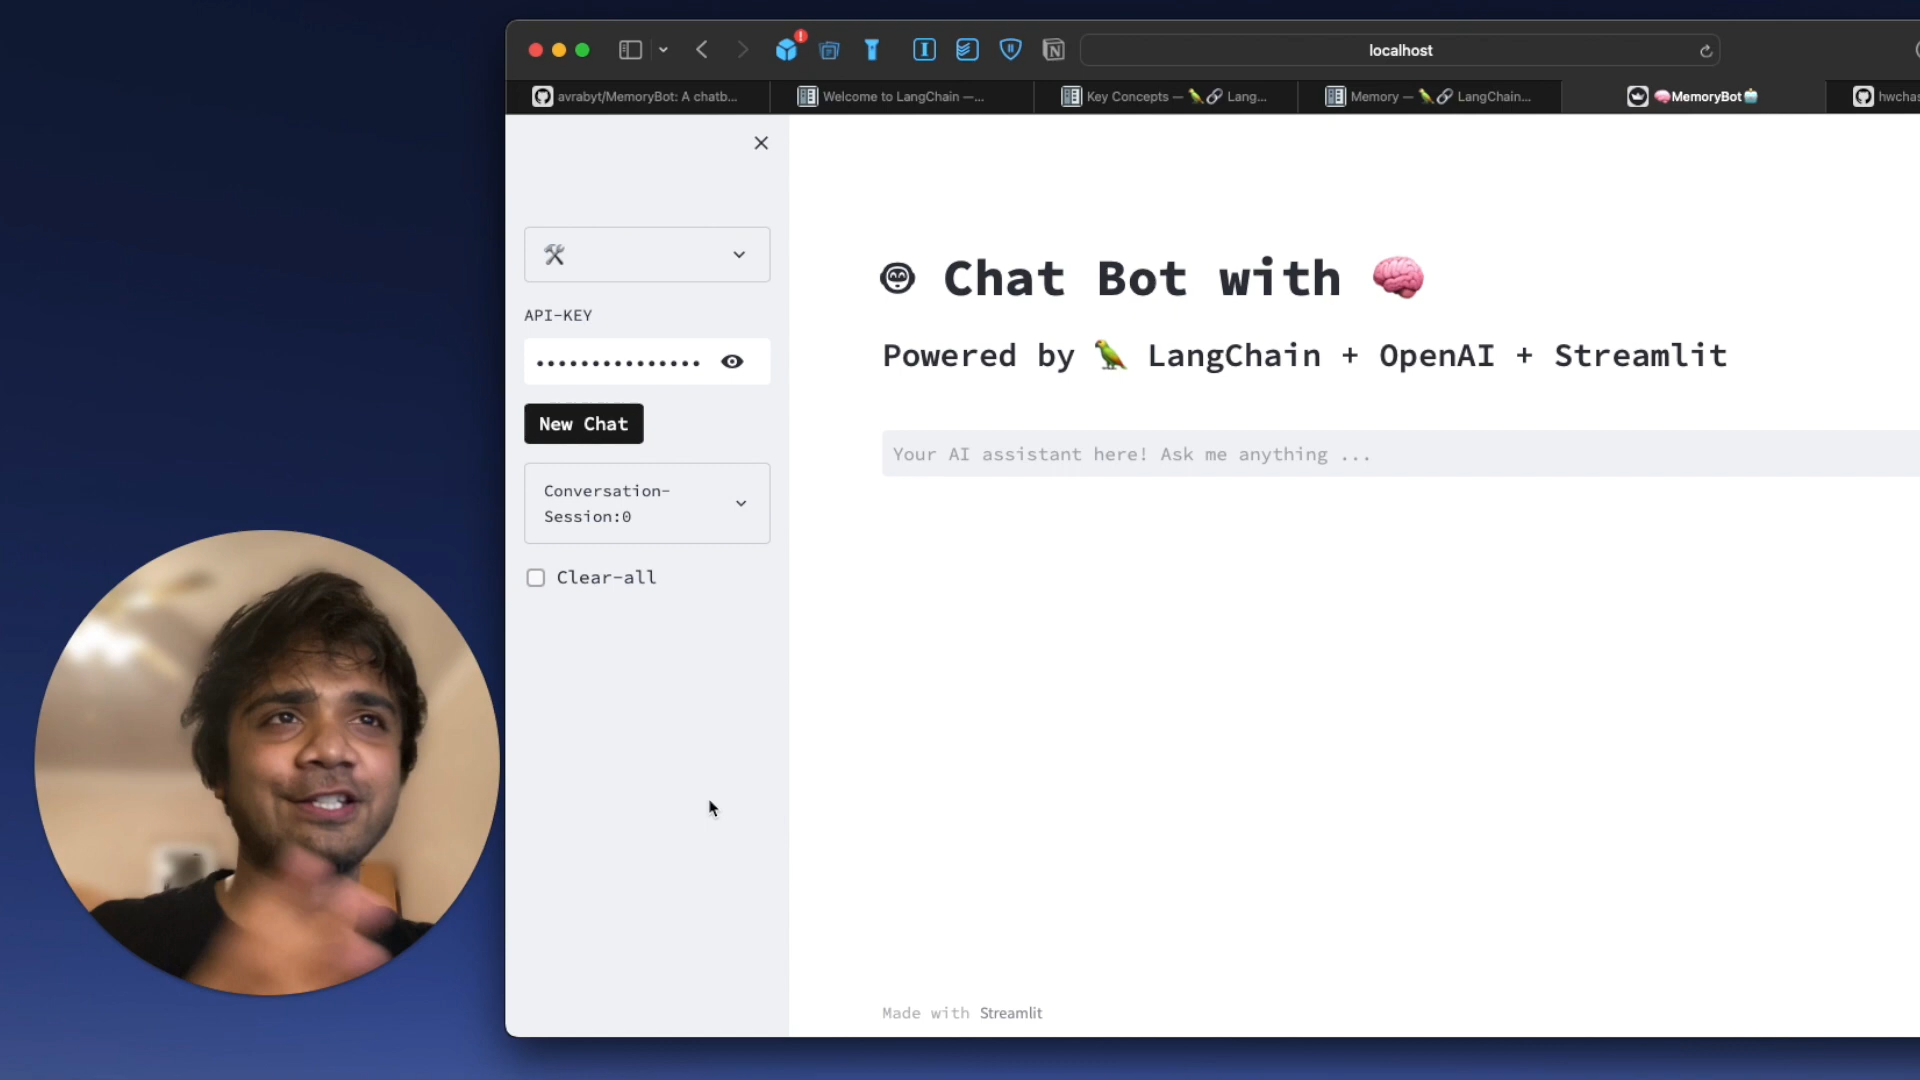 localhost
avrabyt/MemoryBot: A chatb...
Welcome to LangChain —...
Key Concepts — 🦜🔗 Lang...
Memory — 🦜🔗 LangChain...
🧠MemoryBot🤖
hwchas
API-KEY
New Chat
Conversation-
Session:0
Clear-all
Chat Bot with 🧠
Powered by 🦜 LangChain + OpenAI + Streamlit
Your AI assistant here! Ask me anything ...
Made with Streamlit